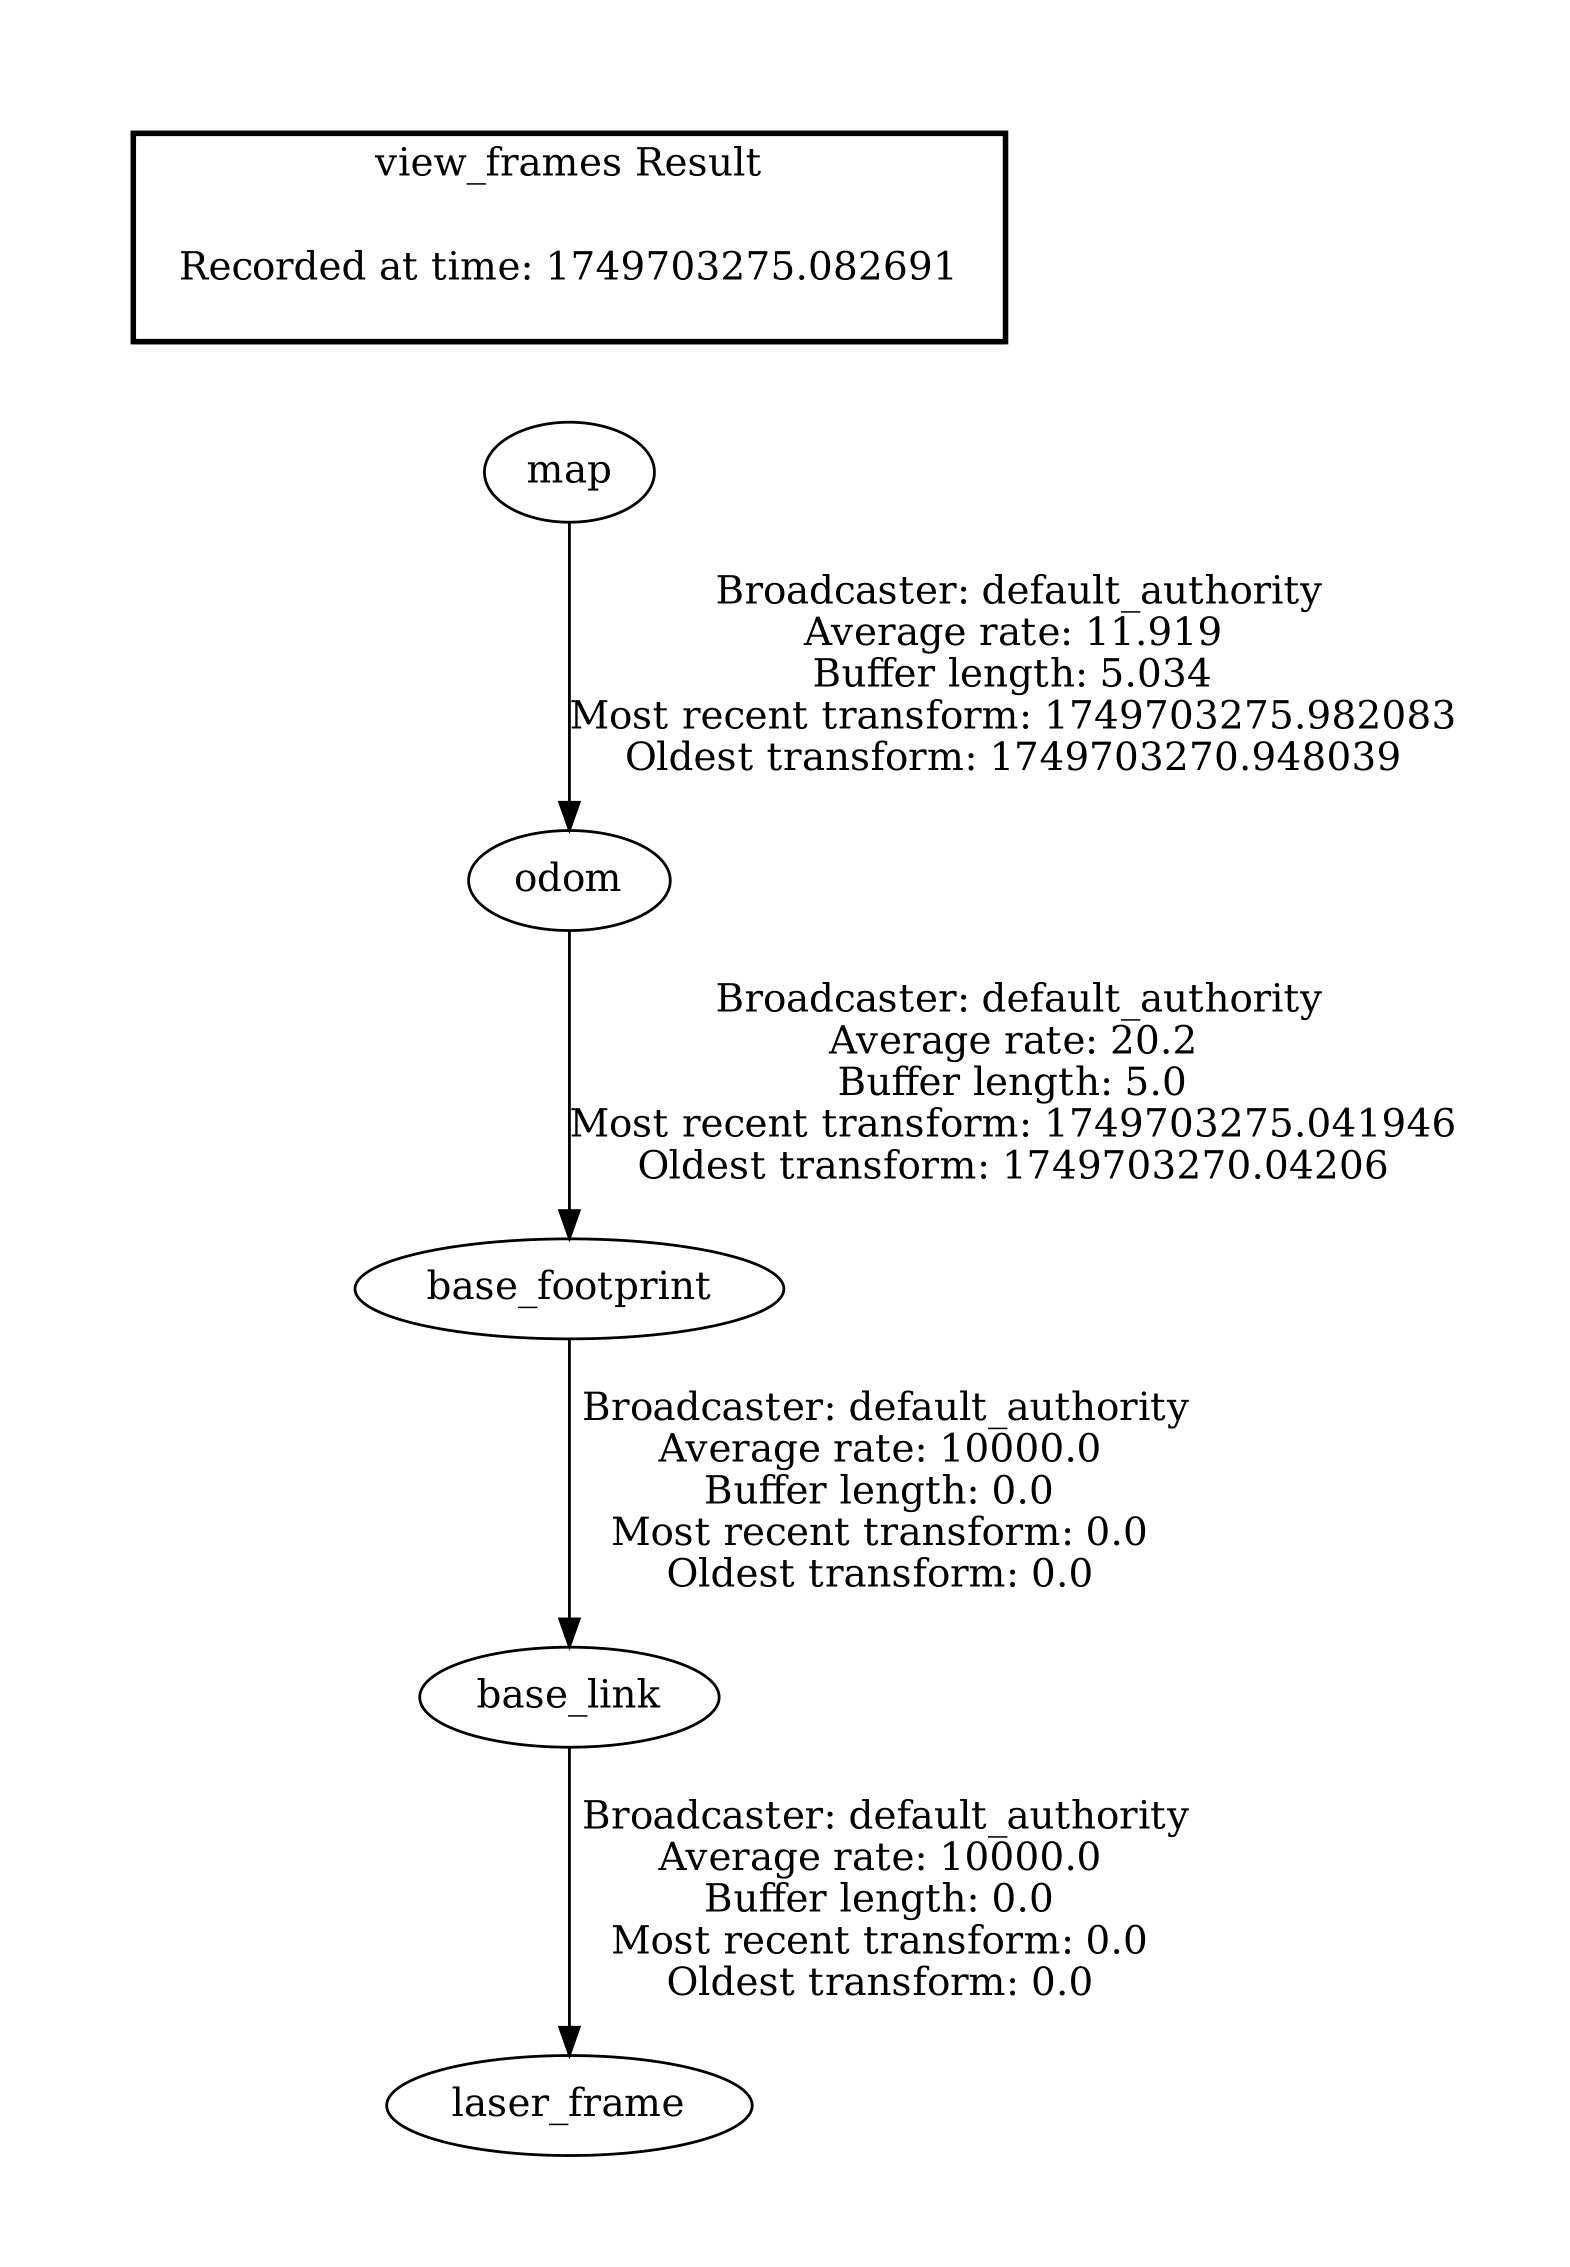 view_frames Result
Recorded at time: 1749703275.082691
map
Broadcaster: default_authority
Average rate: 11.919
Buffer length: 5.034
Most recent transform: 1749703275.982083
Oldest transform: 1749703270.948039
odom
Broadcaster: default_authority
Average rate: 20.2
Buffer length: 5.0
Most recent transform: 1749703275.041946
Oldest transform: 1749703270.04206
base_footprint
Broadcaster: default_authority
Average rate: 10000.0
Buffer length: 0.0
Most recent transform: 0.0
Oldest transform: 0.0
base_link
Broadcaster: default_authority
Average rate: 10000.0
Buffer length: 0.0
Most recent transform: 0.0
Oldest transform: 0.0
laser_frame